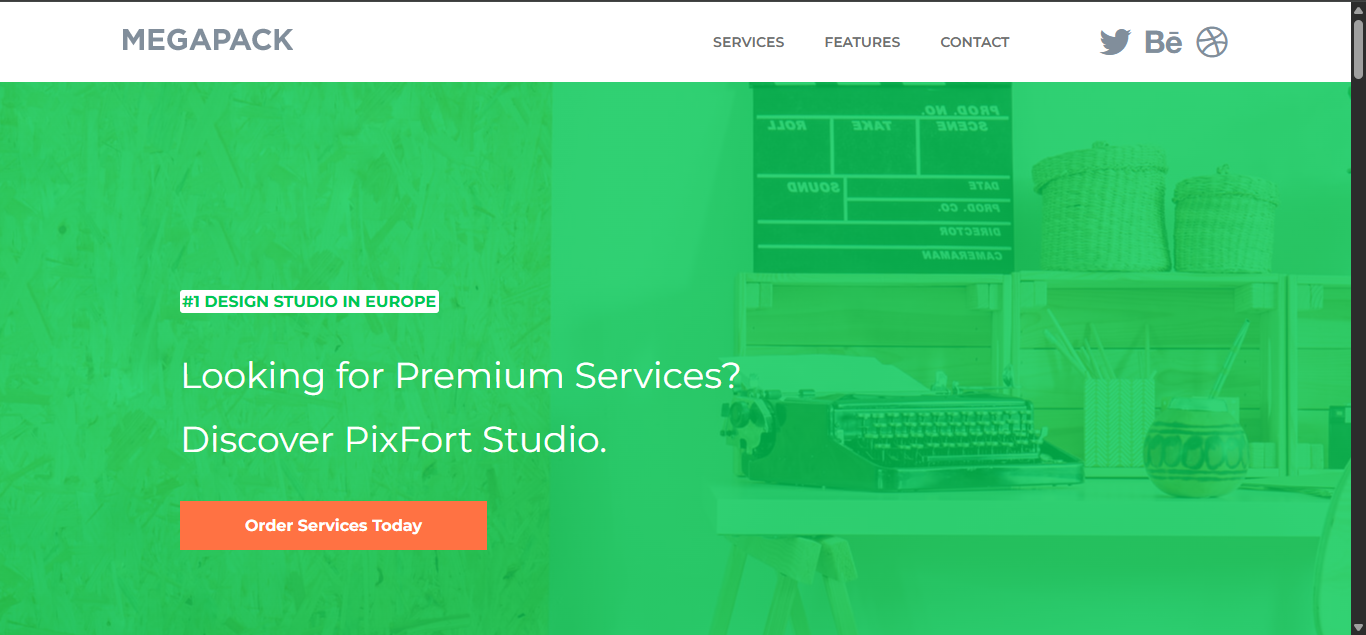 MEGAPACK
SERVICES FEATURES CONTACT
Bē
PROD. NO.
SCENE TAKE ROLL
DATE SOUND
PROD. CO.
DIRECTOR
CAMERAMAN
#1 DESIGN STUDIO IN EUROPE
Looking for Premium Services?
Discover PixFort Studio.
Order Services Today